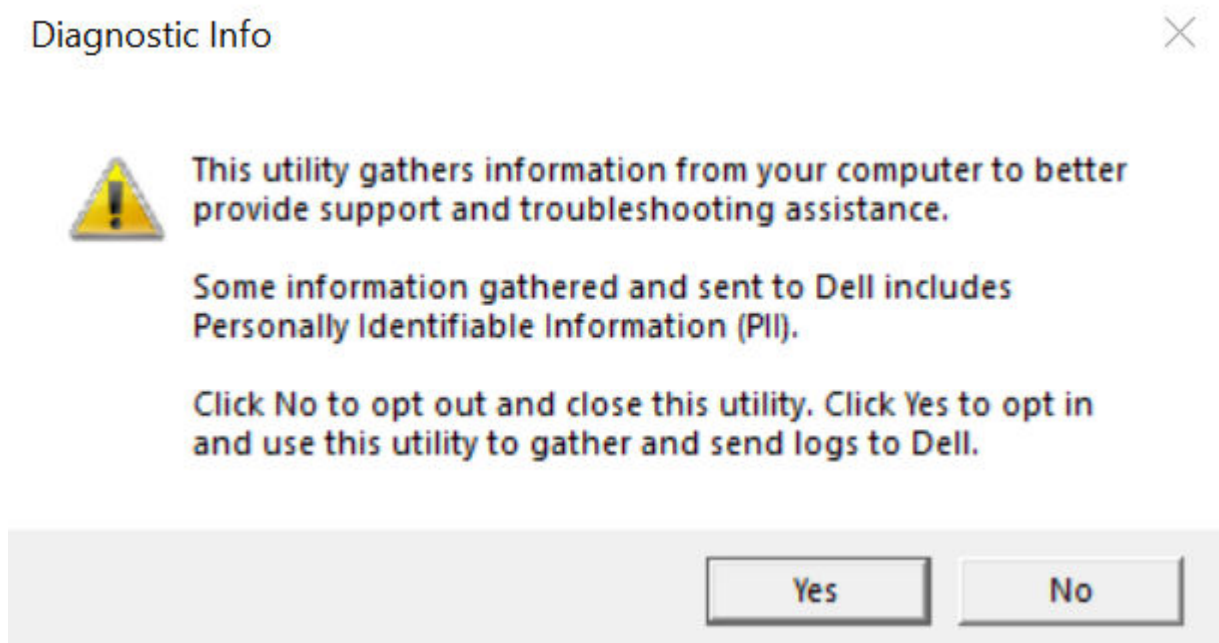 Diagnostic Info
This utility gathers information from your computer to better
provide support and troubleshooting assistance.
Some information gathered and sent to Dell includes
Personally Identifiable Information (PII).
Click No to opt out and close this utility. Click Yes to opt in
and use this utility to gather and send logs to Dell.
Yes
No